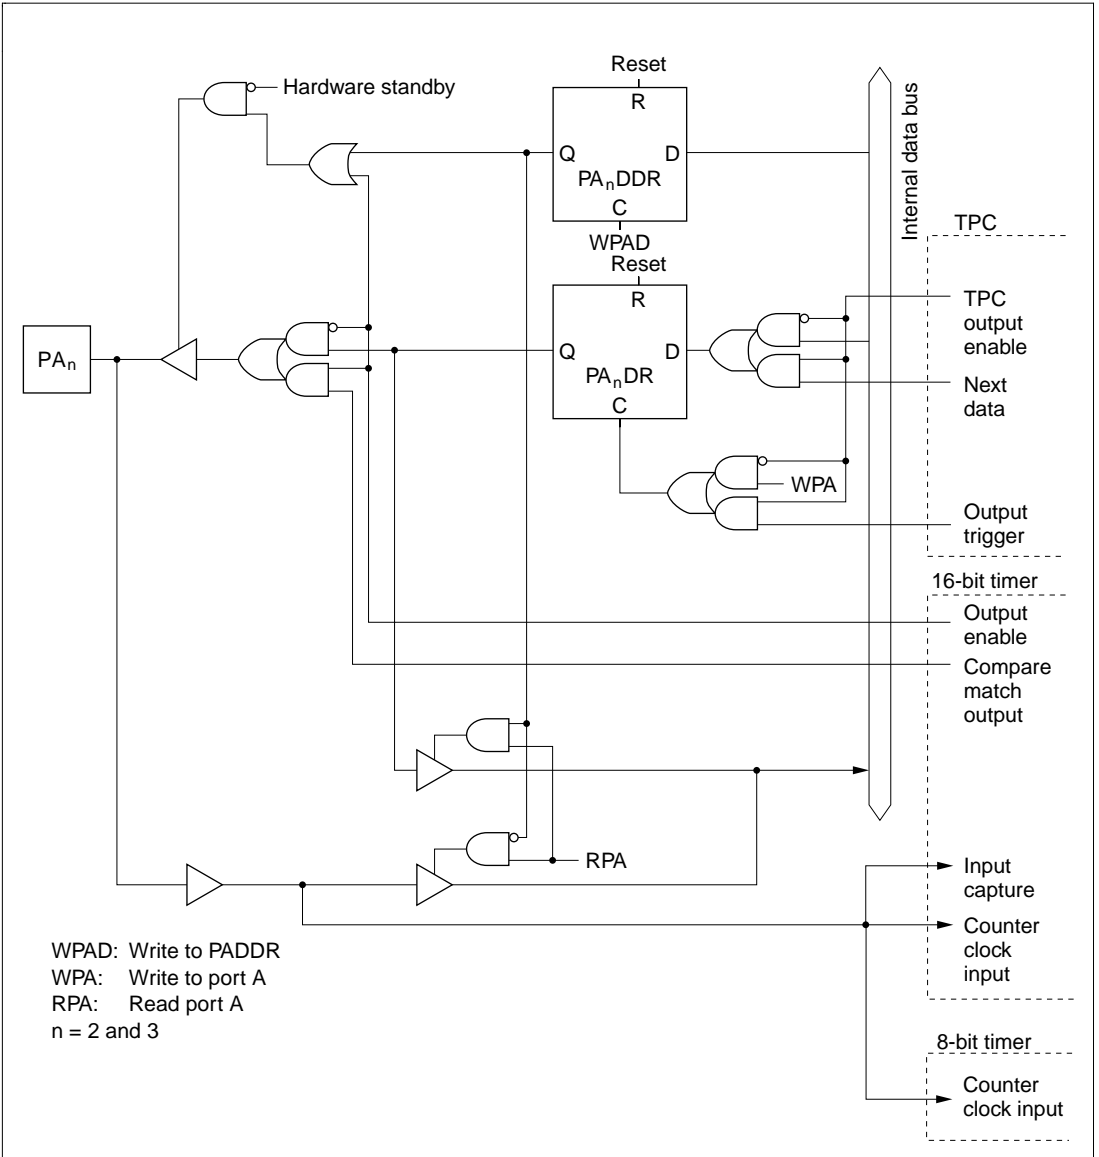 Reset
Hardware standby
R
Q
D
PAnDDR
C
WPAD
Internal data bus
TPC
Reset
R
Q
D
PAnDR
C
PAn
TPC
output
enable
Next
data
WPA
Output
trigger
16-bit timer
Output
enable
Compare
match
output
RPA
Input
capture
Counter
clock
input
WPAD: Write to PADDR
WPA: Write to port A
RPA: Read port A
n = 2 and 3
8-bit timer
Counter
clock input